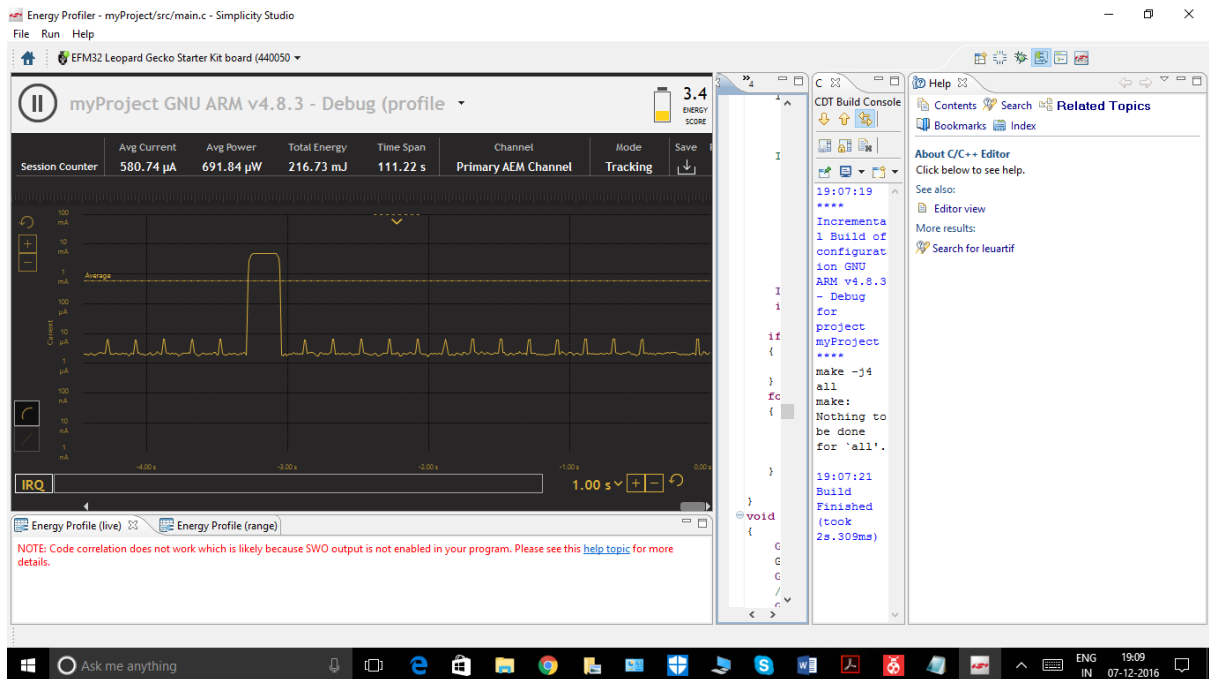 Energy Profiler - myProject/src/main.c - Simplicity Studio
File Run Help
EFM32 Leopard Gecko Starter Kit board (440050
myProject GNU ARM v4.8.3 - Debug (profile
3.4
ENERGY
SCORE
Avg Current Avg Power Total Energy Time Span Channel Mode Save
Session Counter 580.74 µA 691.84 µW 216.73 mJ 111.22 s Primary AEM Channel Tracking
100
mA
10
mA
1
mA
Average
100
µA
10
µA
1
µA
100
nA
10
nA
1
nA
Current
-4.00 s -3.00 s -2.00 s -1.00 s 0.00 s
IRQ 1.00 s
Energy Profile (live) Energy Profile (range)
NOTE: Code correlation does not work which is likely because SWO output is not enabled in your program. Please see this help topic for more
details.
4
I
I
i
if
{
}
fo
{
}
}
void
{
G
G
G
/
C
CDT Build Console
19:07:19
****
Incrementa
l Build of
configurat
ion GNU
ARM v4.8.3
- Debug
for
project
myProject
****
make -j4
all
make:
Nothing to
be done
for `all'.
19:07:21
Build
Finished
(took
2s.309ms)
Help
Contents Search Related Topics
Bookmarks Index
About C/C++ Editor
Click below to see help.
See also:
Editor view
More results:
Search for leuartif
Ask me anything
ENG 19:09
IN 07-12-2016